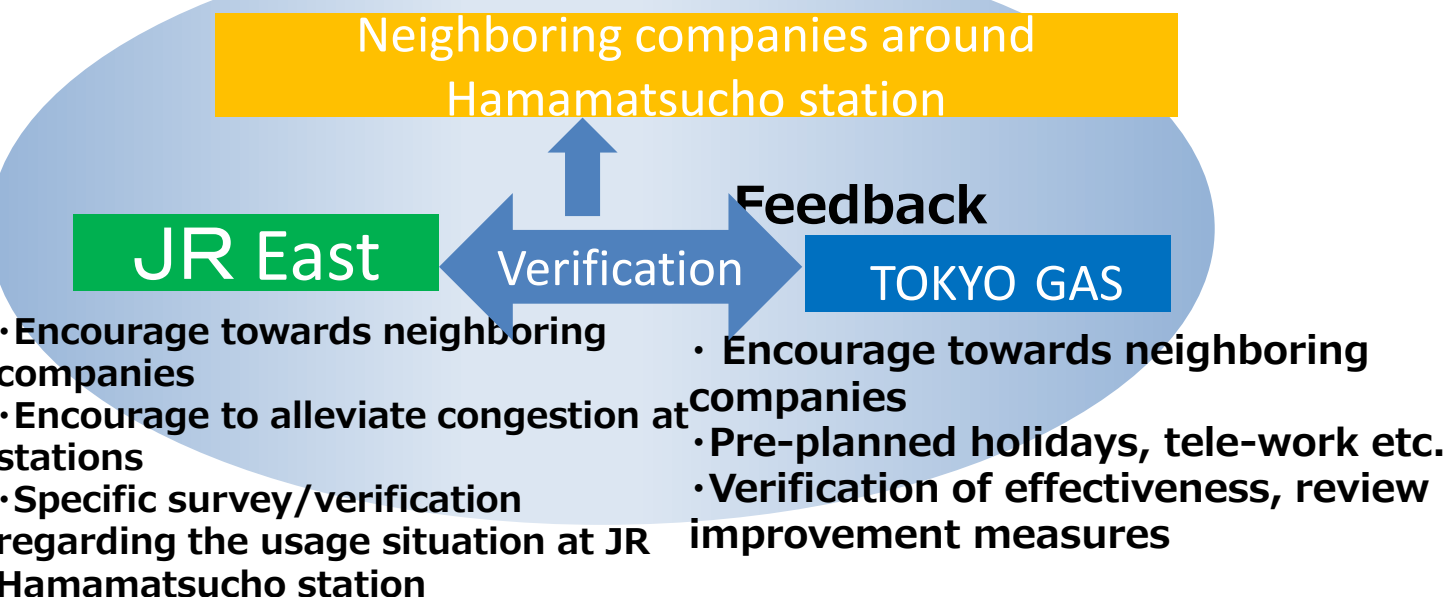 Neighboring companies around
Hamamatsucho station
Feedback
JR East
Verification
TOKYO GAS
・Encourage towards neighboring
companies
・Encourage to alleviate congestion at
stations
・Specific survey/verification
regarding the usage situation at JR
Hamamatsucho station
・ Encourage towards neighboring
companies
・Pre-planned holidays, tele-work etc.
・Verification of effectiveness, review
improvement measures